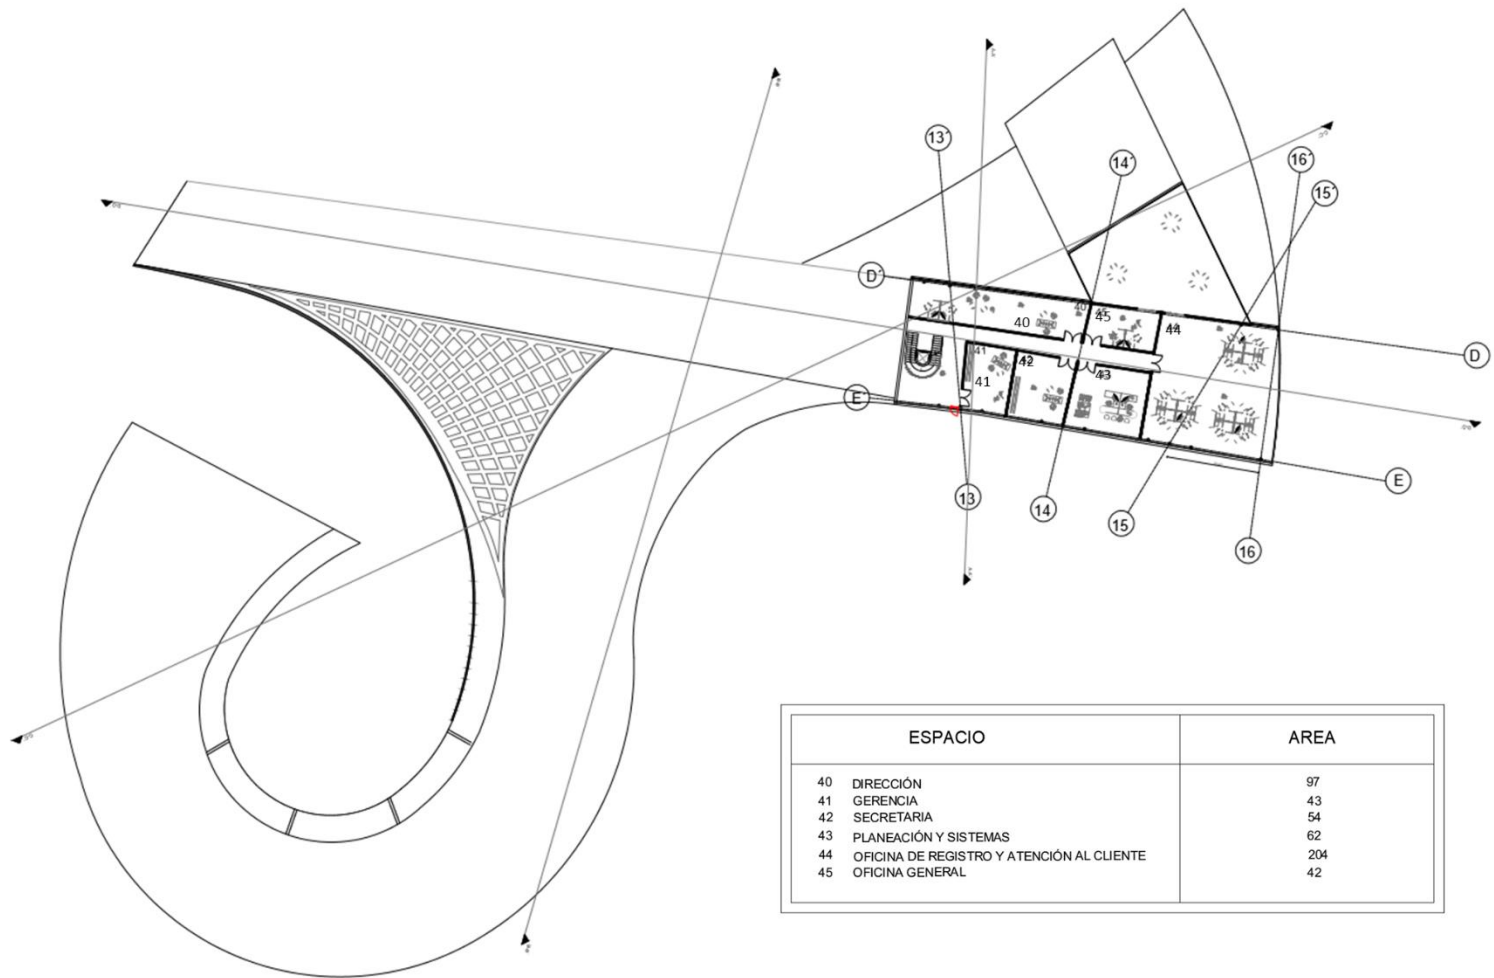 13´
14´
16´
15´
D´
40
45
44
D
41
42
43
41
E´
E
13
14
15
16
ESPACIO AREA
40 DIRECCIÓN 97
41 GERENCIA 43
42 SECRETARIA 54
43 PLANEACIÓN Y SISTEMAS 62
44 OFICINA DE REGISTRO Y ATENCIÓN AL CLIENTE 204
45 OFICINA GENERAL 42